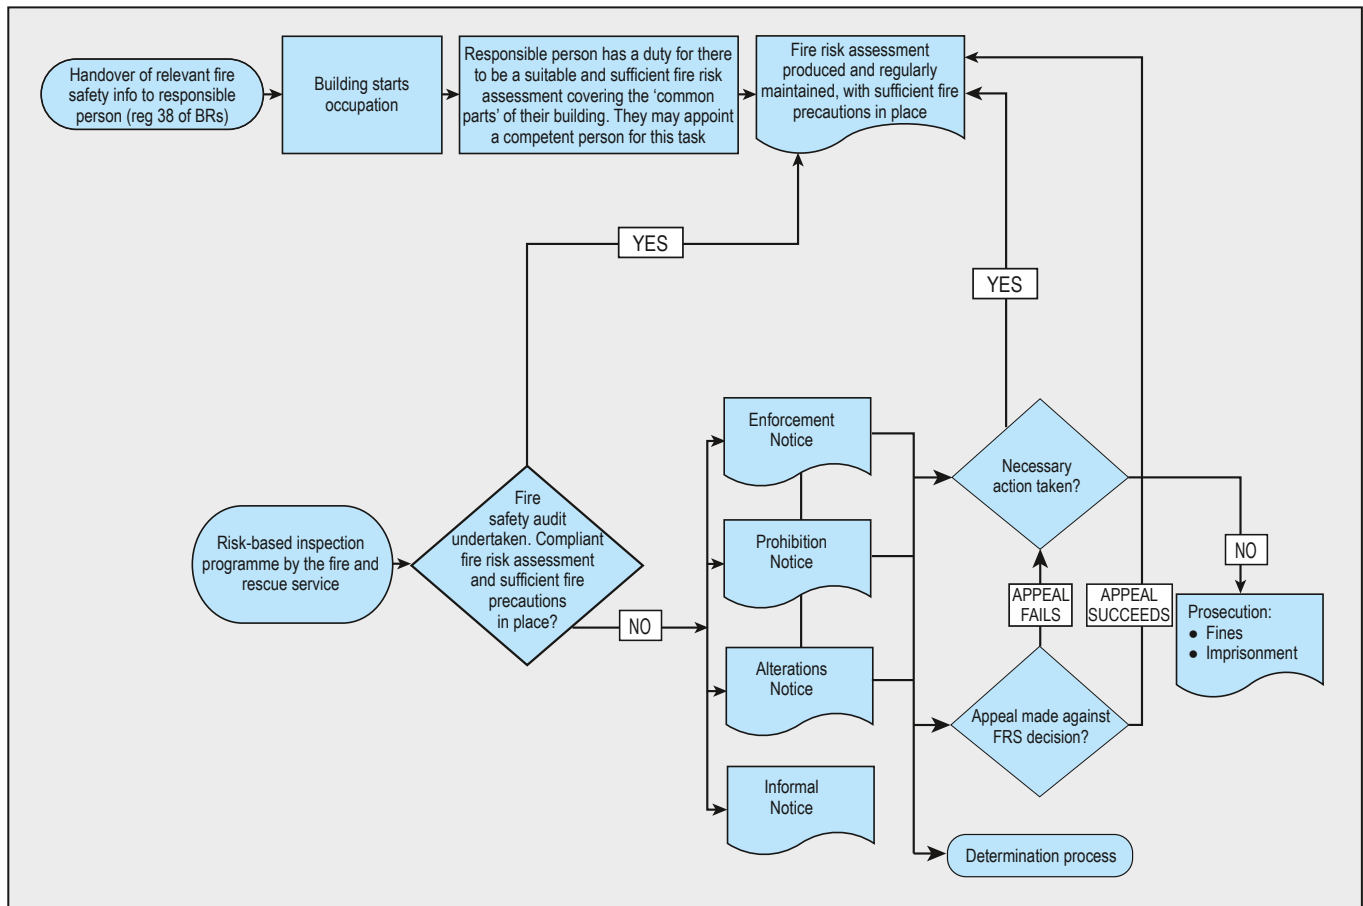 Handover of relevant fire
safety info to responsible
person (reg 38 of BRs)
Building starts
occupation
Responsible person has a duty for there
to be a suitable and sufficient fire risk
assessment covering the ‘common
parts’ of their building. They may appoint
a competent person for this task
Fire risk assessment
produced and regularly
maintained, with sufficient fire
precautions in place
YES
YES
Risk-based inspection
programme by the fire and
rescue service
Fire
safety audit
undertaken. Compliant
fire risk assessment
and sufficient fire
precautions
in place?
NO
Enforcement
Notice
Prohibition
Notice
Alterations
Notice
Informal
Notice
Necessary
action taken?
NO
APPEAL
FAILS
APPEAL
SUCCEEDS
Prosecution:
● Fines
● Imprisonment
Appeal made against
FRS decision?
Determination process